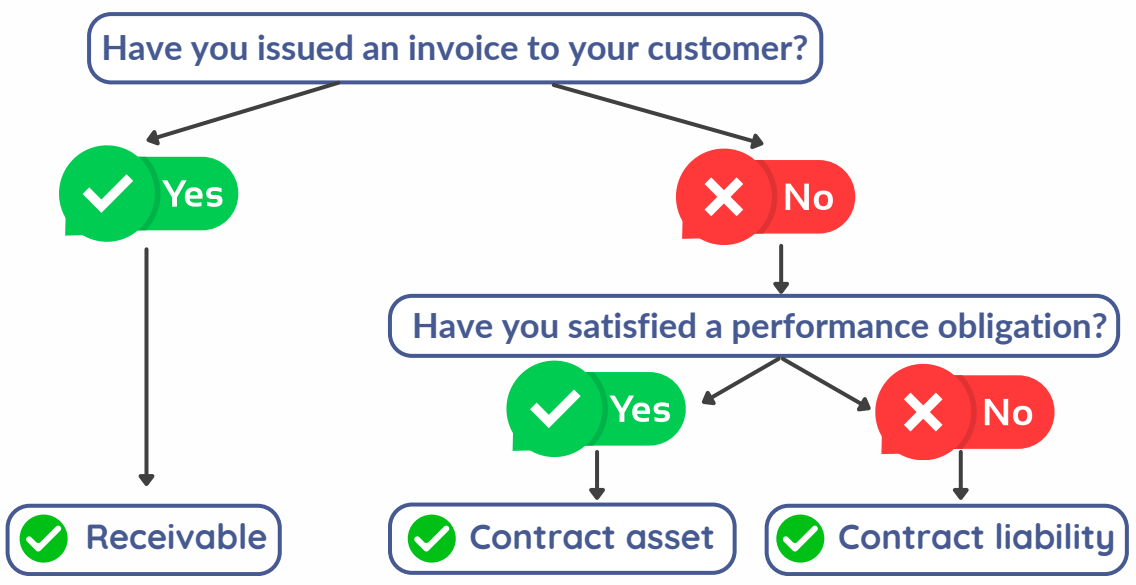 Have you issued an invoice to your customer?
Yes
No
Have you satisfied a performance obligation?
Yes
No
Receivable
Contract asset
Contract liability